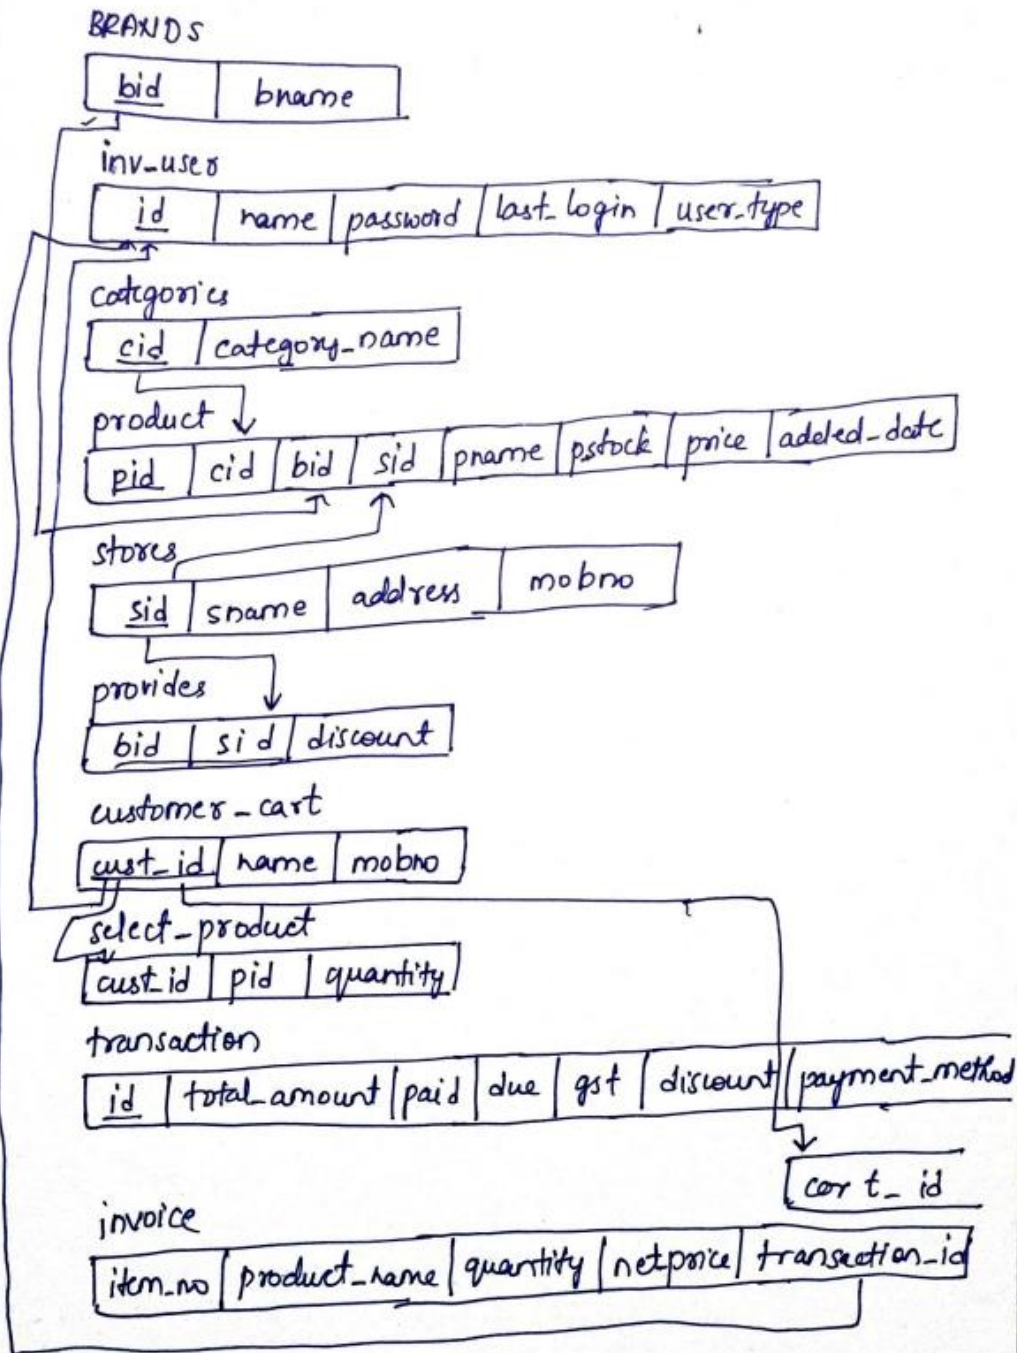 BRANDS
bid bname
inv-user
id name password last_login user_type
categories
cid category_name
product
pid cid bid sid pname pstock price added_date
stores
sid sname address mobno
provides
bid sid discount
customer_cart
cust_id name mobno
select_product
cust_id pid quantity
transaction
id total_amount paid due gst discount payment_method
cart_id
invoice
item_no product_name quantity netprice transaction_id